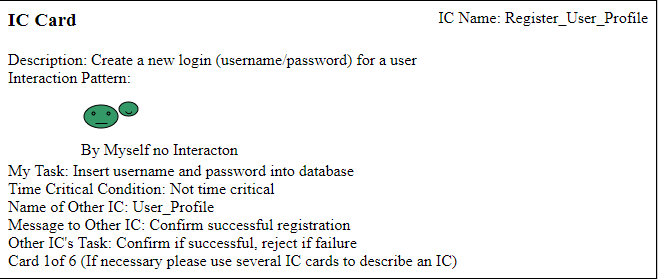 IC Card
IC Name: Register_User_Profile
Description: Create a new login (username/password) for a user
Interaction Pattern:
By Myself no Interacton
My Task: Insert username and password into database
Time Critical Condition: Not time critical
Name of Other IC: User_Profile
Message to Other IC: Confirm successful registration
Other IC's Task: Confirm if successful, reject if failure
Card 1of 6 (If necessary please use several IC cards to describe an IC)